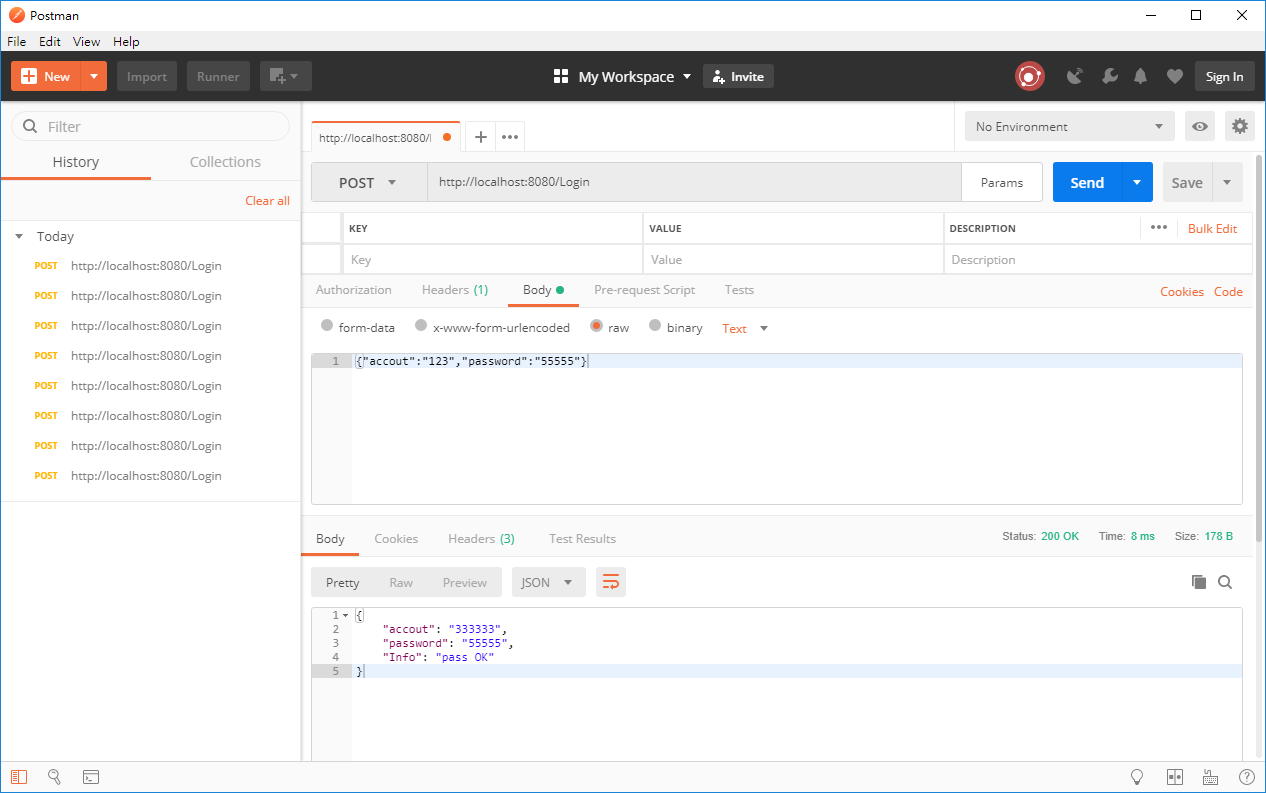 Postman
File Edit View Help
New Import Runner My Workspace Invite Sign In
Filter
History Collections
Clear all
Today
POST http://localhost:8080/Login
POST http://localhost:8080/Login
POST http://localhost:8080/Login
POST http://localhost:8080/Login
POST http://localhost:8080/Login
POST http://localhost:8080/Login
POST http://localhost:8080/Login
POST http://localhost:8080/Login
http://localhost:8080/l + •••
No Environment
POST http://localhost:8080/Login Params Send Save
KEY VALUE DESCRIPTION ••• Bulk Edit
Key Value Description
Authorization Headers (1) Body Pre-request Script Tests Cookies Code
form-data x-www-form-urlencoded raw binary Text
1 {"accout":"123","password":"55555"}
Body Cookies Headers (3) Test Results Status: 200 OK Time: 8 ms Size: 178 B
Pretty Raw Preview JSON
1 {
2 "accout": "333333",
3 "password": "55555",
4 "Info": "pass OK"
5 }